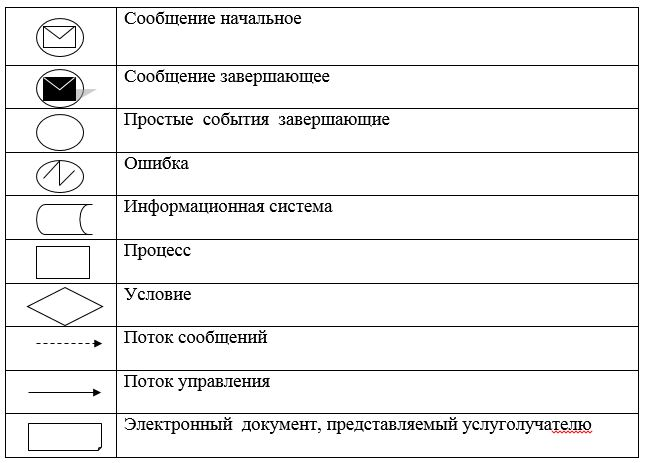 Сообщение начальное
Сообщение завершающее
Простые события завершающие
Ошибка
Информационная система
Процесс
Условие
Поток сообщений
Поток управления
Электронный документ, представляемый услуголучателю